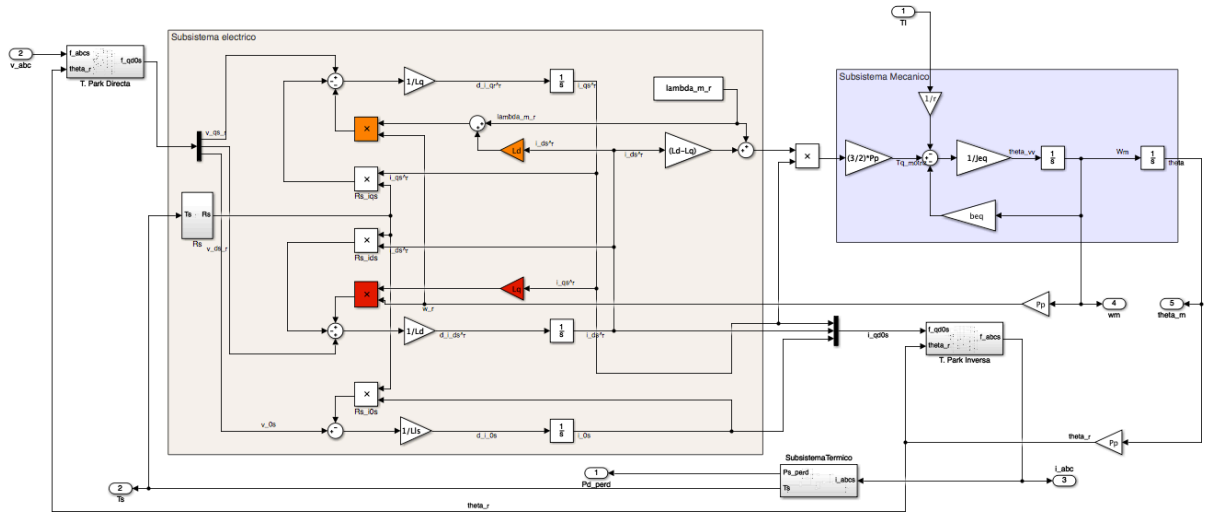 1
Tl
2
v_abc
f_abcs
theta_r
f_qd0s
T. Park Directa
Subsistema electrico
1/Lq
d_i_qr^r
1
s
i_qs^r
lambda_m_r
Subsistema Mecanico
1/r
v_qs_r
×
lambda_m_r
Ld
i_ds^r
i_ds^r
(Ld-Lq)
×
(3/2)*Pp
1/Jeq
theta_vv
1
s
Wm
1
s
theta
×
i_qs^r
Rs_iqs
Ts
Rs
Rs
v_ds_r
×
i_ds^r
Rs_ids
beq
×
Lq
i_qs^r
w_r
Pp
4
wm
5
theta_m
1/Ld
d_i_ds^r
1
s
i_ds^r
i_qd0s
f_qd0s
theta_r
f_abcs
T. Park Inversa
×
Rs_i0s
v_0s
1/Lls
d_i_0s
1
s
i_0s
theta_r
Pp
SubsistemaTermico
1
Pd_perd
Ps_perd
Ts
i_abcs
i_abc
3
2
Ts
theta_r